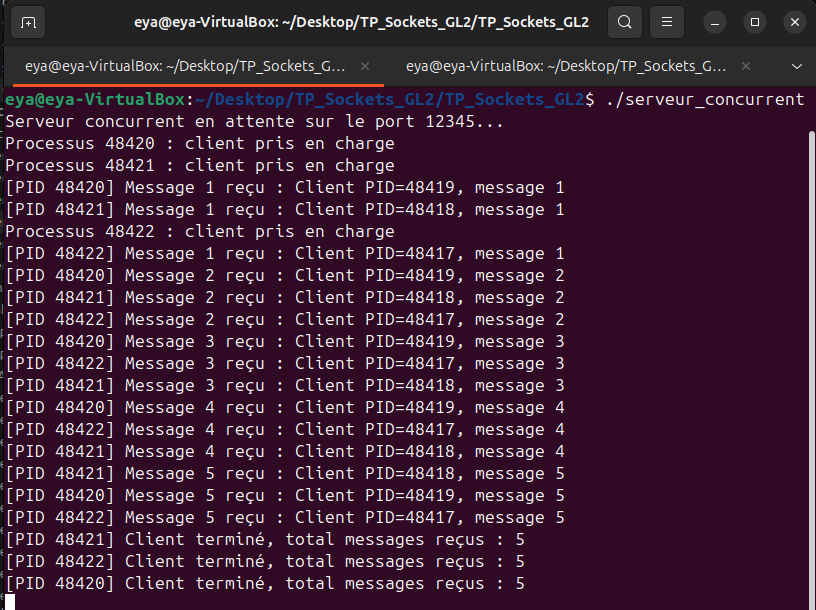 eya@eya-VirtualBox: ~/Desktop/TP_Sockets_GL2/TP_Sockets_GL2
eya@eya-VirtualBox: ~/Desktop/TP_Sockets_G...
eya@eya-VirtualBox: ~/Desktop/TP_Sockets_G...
eya@eya-VirtualBox:~/Desktop/TP_Sockets_GL2/TP_Sockets_GL2$ ./serveur_concurrent
Serveur concurrent en attente sur le port 12345...
Processus 48420 : client pris en charge
Processus 48421 : client pris en charge
[PID 48420] Message 1 reçu : Client PID=48419, message 1
[PID 48421] Message 1 reçu : Client PID=48418, message 1
Processus 48422 : client pris en charge
[PID 48422] Message 1 reçu : Client PID=48417, message 1
[PID 48420] Message 2 reçu : Client PID=48419, message 2
[PID 48421] Message 2 reçu : Client PID=48418, message 2
[PID 48422] Message 2 reçu : Client PID=48417, message 2
[PID 48420] Message 3 reçu : Client PID=48419, message 3
[PID 48422] Message 3 reçu : Client PID=48417, message 3
[PID 48421] Message 3 reçu : Client PID=48418, message 3
[PID 48420] Message 4 reçu : Client PID=48419, message 4
[PID 48422] Message 4 reçu : Client PID=48417, message 4
[PID 48421] Message 4 reçu : Client PID=48418, message 4
[PID 48421] Message 5 reçu : Client PID=48418, message 5
[PID 48420] Message 5 reçu : Client PID=48419, message 5
[PID 48422] Message 5 reçu : Client PID=48417, message 5
[PID 48421] Client terminé, total messages reçus : 5
[PID 48422] Client terminé, total messages reçus : 5
[PID 48420] Client terminé, total messages reçus : 5